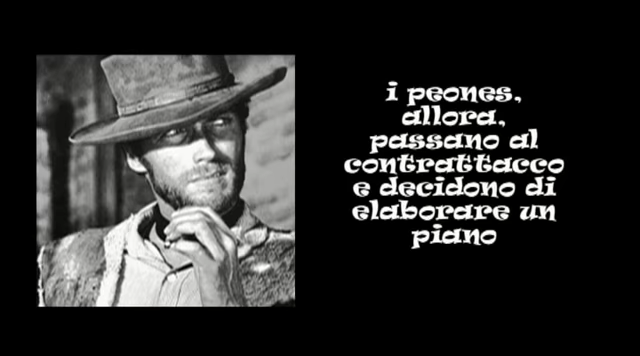 i peones,
allora,
passano al
contrattacco
e decidono di
elaborare un
piano